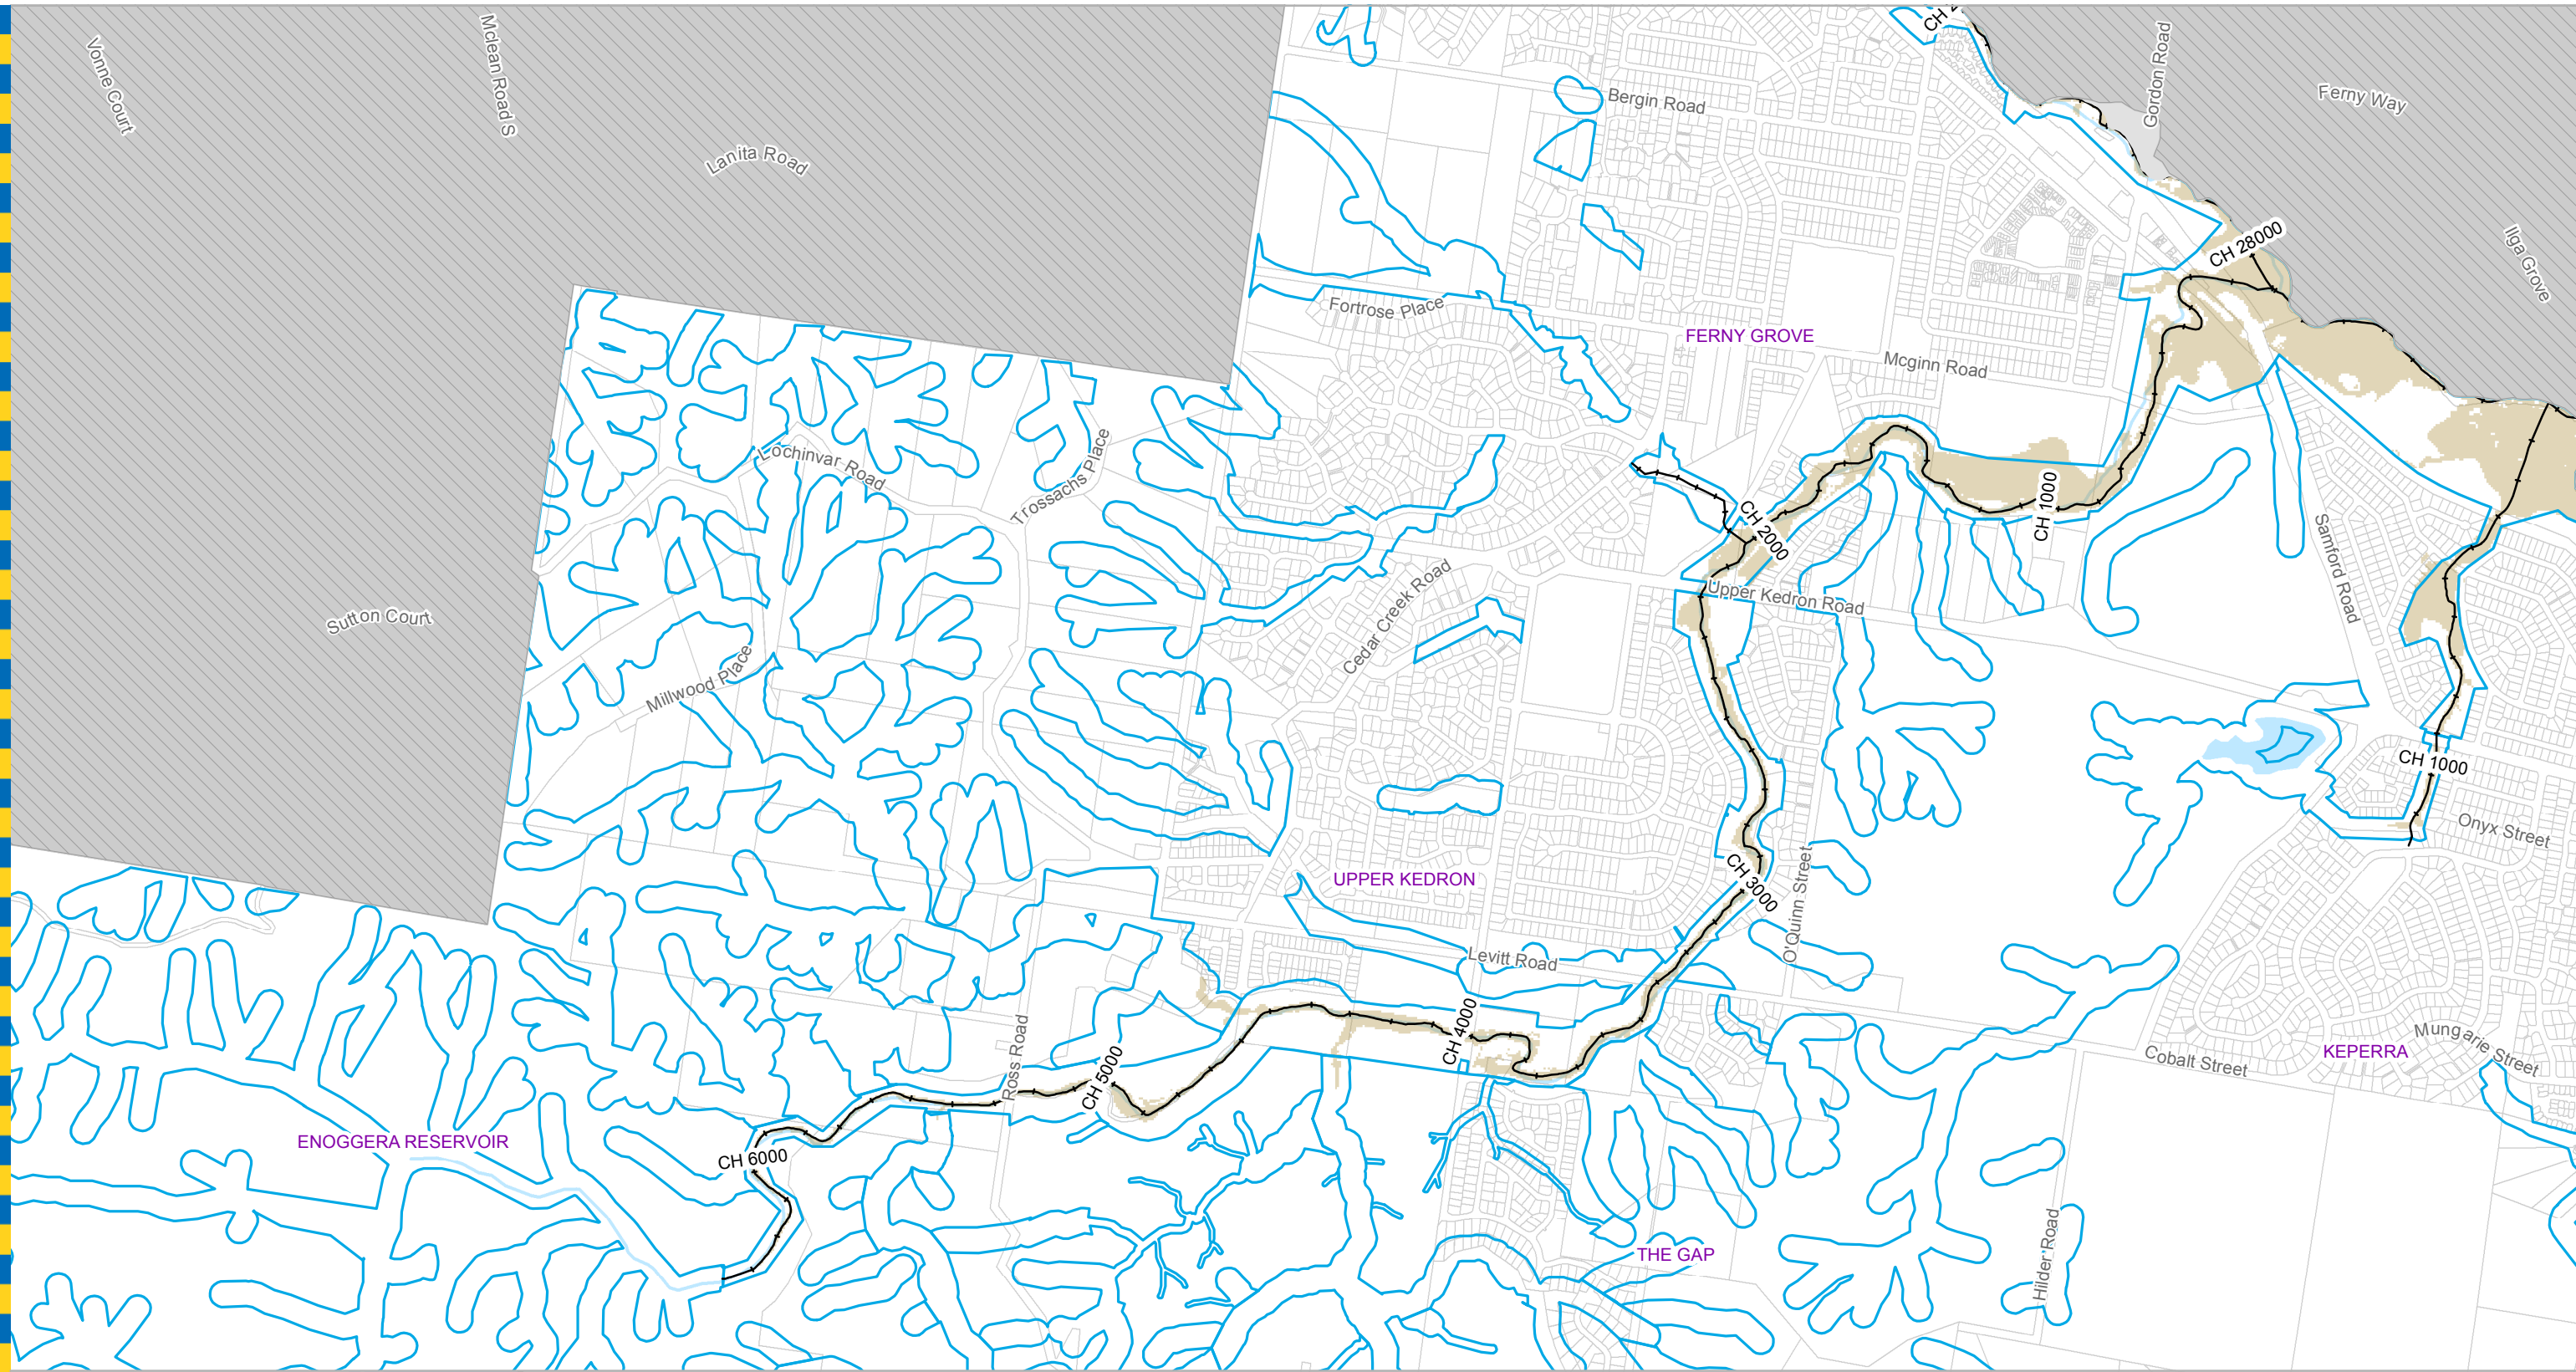 CH 2
Vonne Court
Mclean Road S
Gordon Road
Ferny Way
Bergin Road
Lanita Road
CH 28000
Ilga Grove
Fortrose Place
FERNY GROVE
Mcginn Road
Lochinvar Road
Trossachs Place
CH 1000
CH 2000
Samford Road
Cedar Creek Road
Upper Kedron Road
Sutton Court
Millwood Place
CH 1000
Onyx Street
UPPER KEDRON
CH 3000
O'Quinn Street
Levitt Road
CH 4000
Ross Road
CH 5000
Mungarie Street
KEPERRA
Cobalt Street
ENOGGERA RESERVOIR
CH 6000
THE GAP
Hilder Road